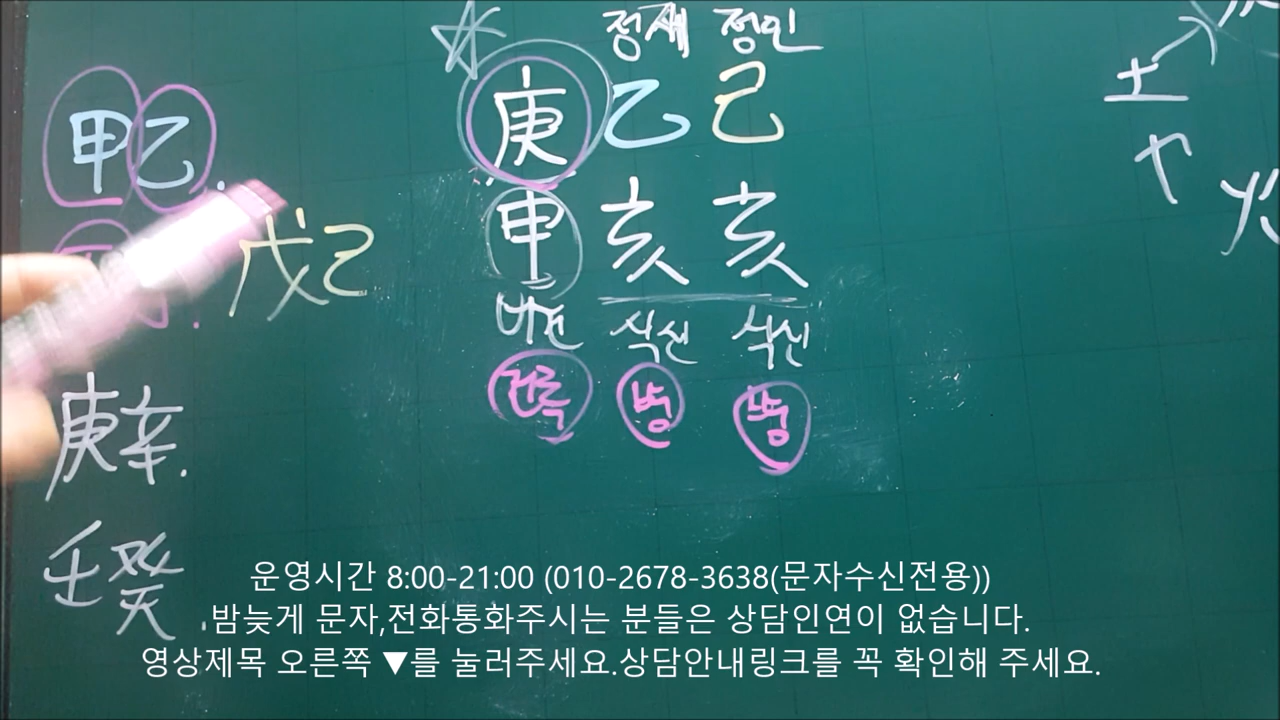 정재 정인
甲乙 庚乙己
土
戊己 申亥亥
비견 식신 식신
건록 병 병
庚辛.
壬癸
운영시간 8:00-21:00 (010-2678-3638(문자수신전용))
밤늦게 문자,전화통화주시는 분들은 상담인연이 없습니다.
영상제목 오른쪽 ▼를 눌러주세요.상담안내링크를 꼭 확인해 주세요.